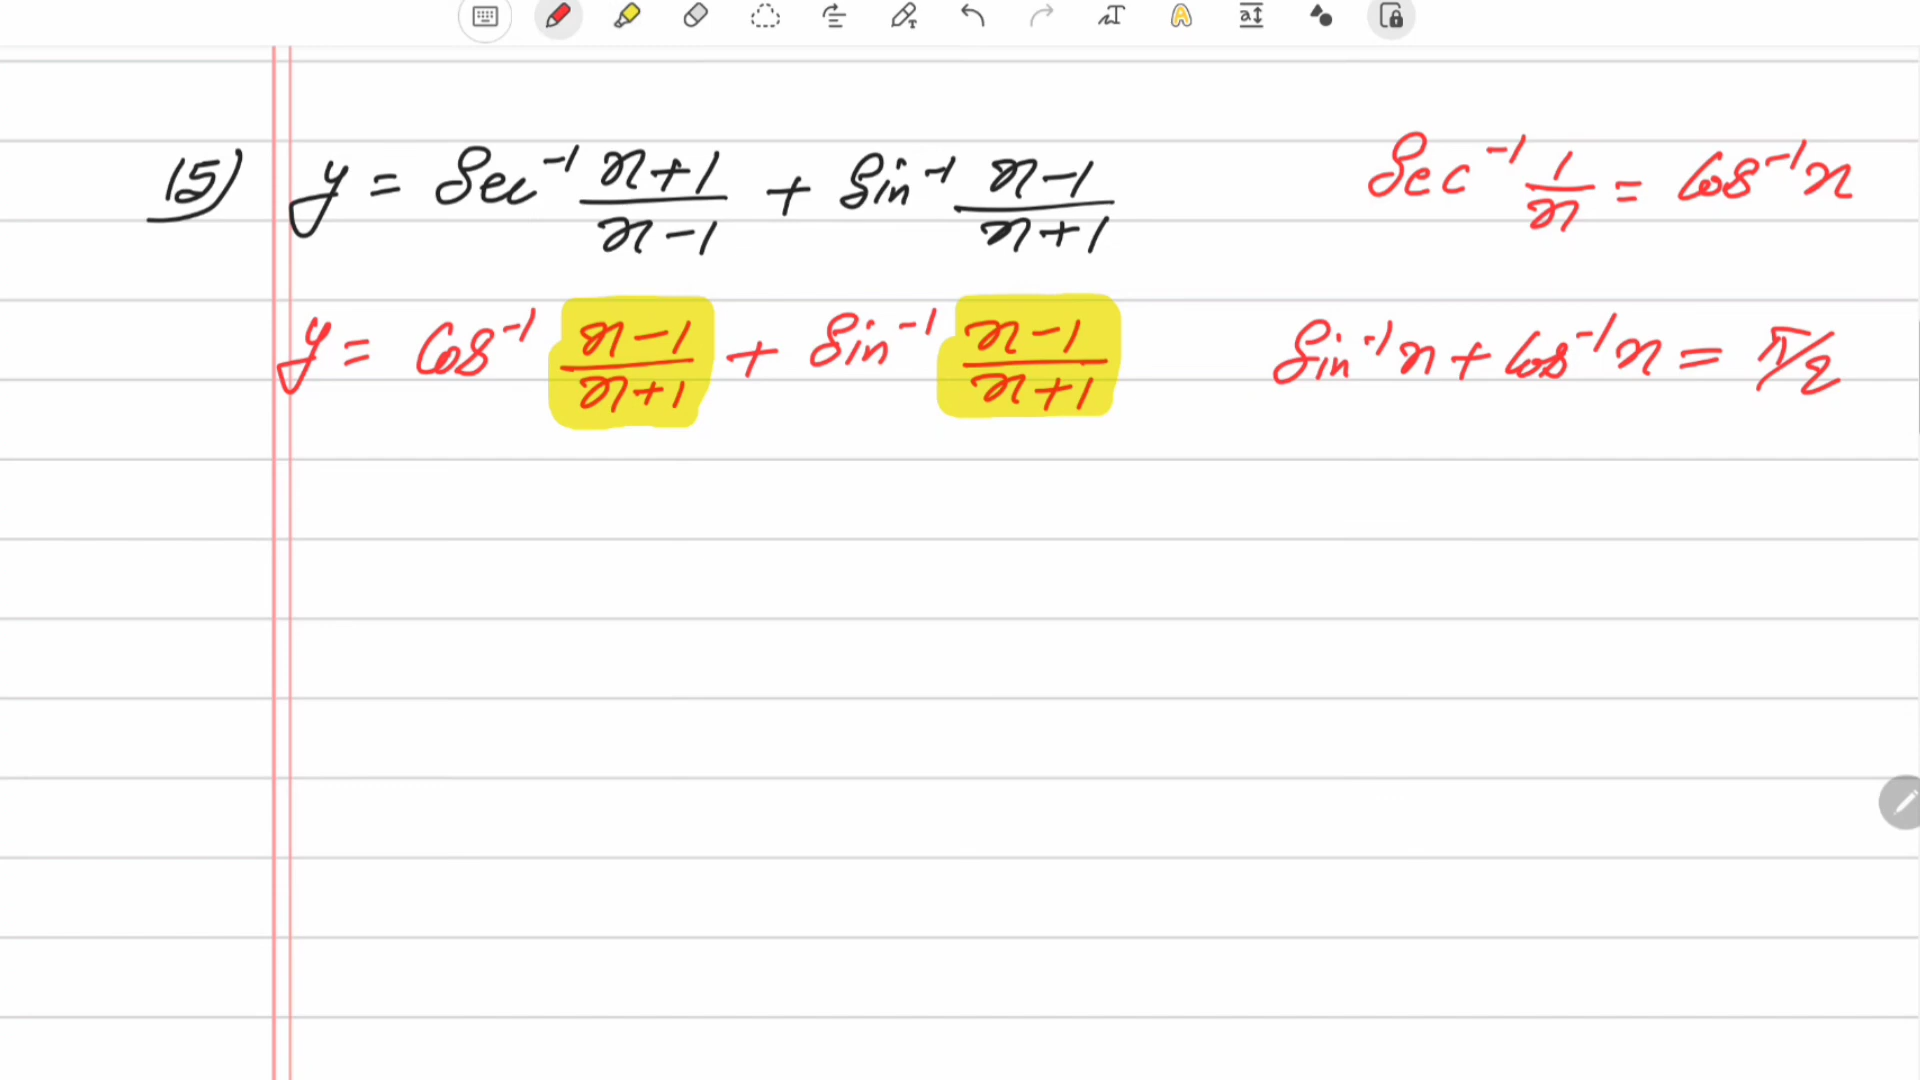 15) y = Sec⁻¹ (x+1)/(x-1) + Sin⁻¹ (x-1)/(x+1)
Sec⁻¹ 1/x = Cos⁻¹x
y = Cos⁻¹ (x-1)/(x+1) + Sin⁻¹ (x-1)/(x+1)
Sin⁻¹x + Cos⁻¹x = π/2